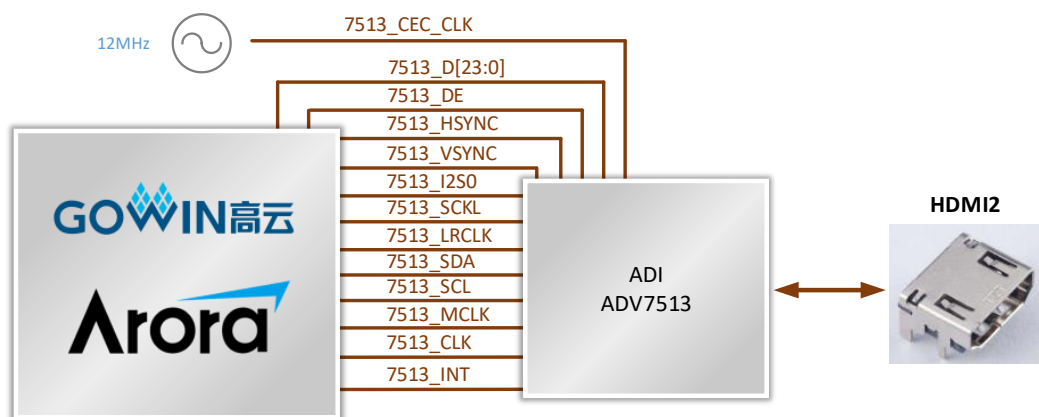 7513_CEC_CLK
12MHz
7513_D[23:0]
7513_DE
7513_HSYNC
7513_VSYNC
7513_I2S0
7513_SCKL
7513_LRCLK
7513_SDA
7513_SCL
7513_MCLK
7513_CLK
7513_INT
GOWIN高云
Arora
ADI
ADV7513
HDMI2